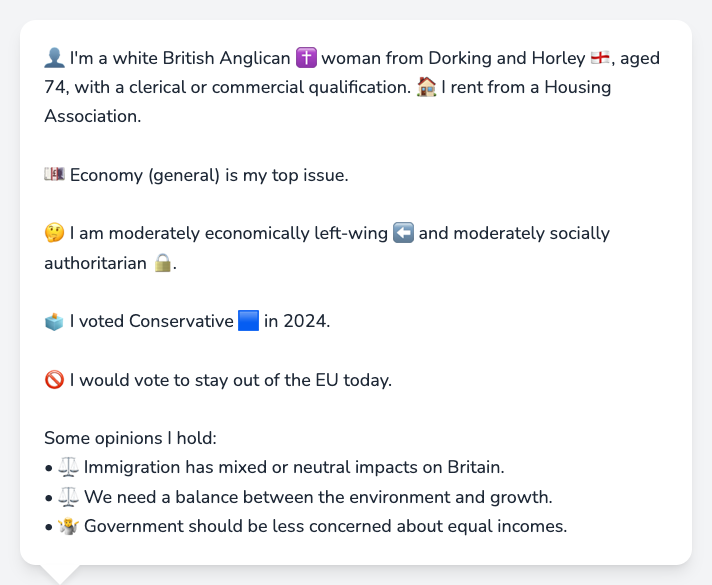 👤 I'm a white British Anglican ✝️ woman from Dorking and Horley 🏴󠁧󠁢󠁥󠁮󠁧󠁿, aged
74, with a clerical or commercial qualification. 🏠 I rent from a Housing
Association.
💷 Economy (general) is my top issue.
🤔 I am moderately economically left-wing ⬅️ and moderately socially
authoritarian 🔒.
🗳️ I voted Conservative 🟦 in 2024.
🚫 I would vote to stay out of the EU today.
Some opinions I hold:
• ⚖️ Immigration has mixed or neutral impacts on Britain.
• ⚖️ We need a balance between the environment and growth.
• 🤷 Government should be less concerned about equal incomes.